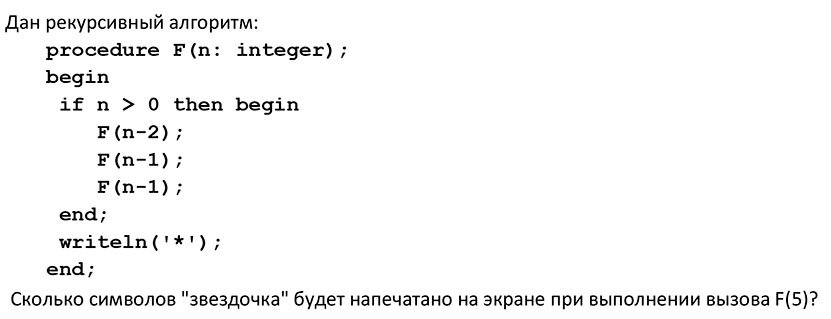 Дан рекурсивный алгоритм:
procedure F(n: integer);
begin
if n > 0 then begin
F(n-2);
F(n-1);
F(n-1);
end;
writeln('*');
end;
Сколько символов "звездочка" будет напечатано на экране при выполнении вызова F(5)?